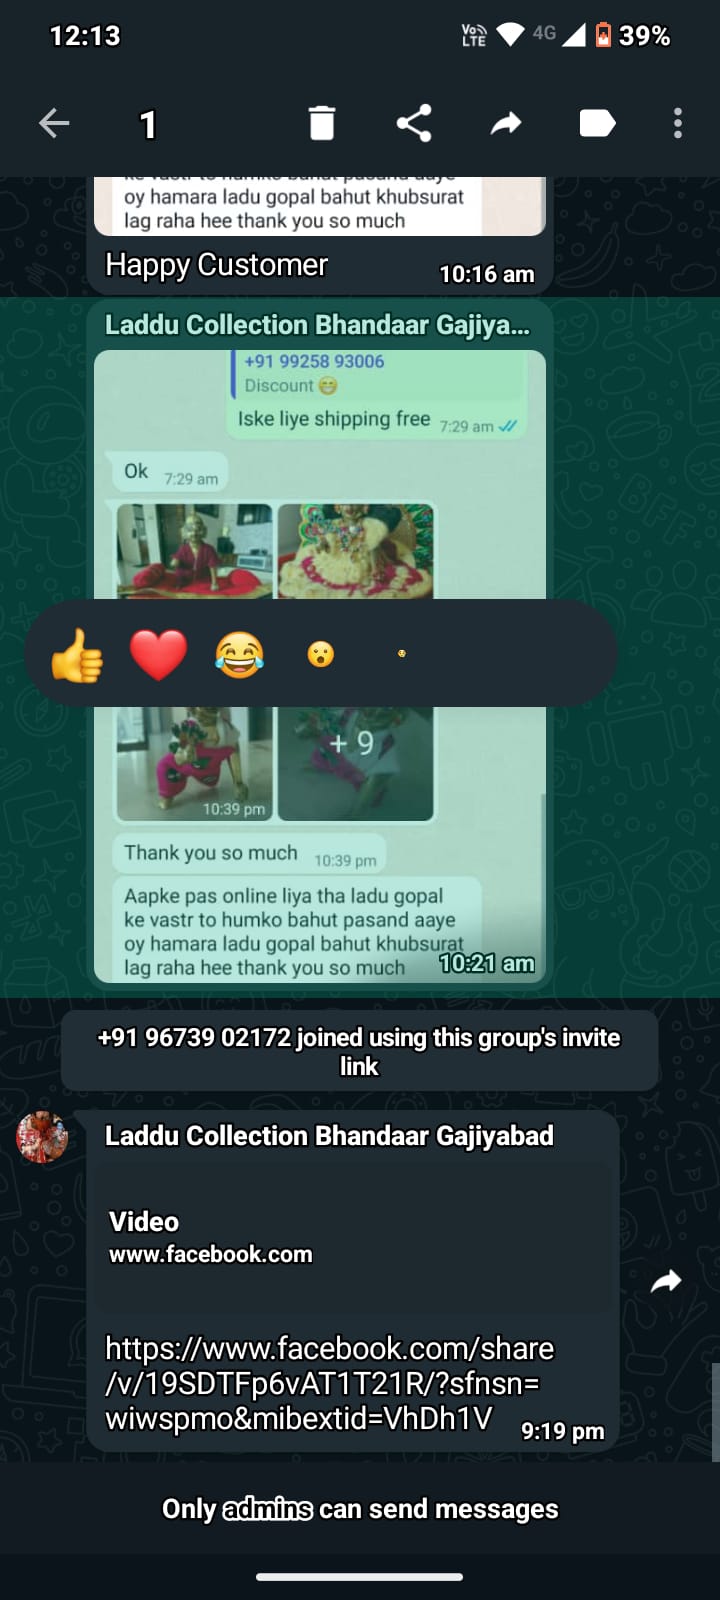 12:13
Vo LTE 4G 39%
1
oy hamara ladu gopal bahut khubsurat
lag raha hee thank you so much
Happy Customer
10:16 am
Laddu Collection Bhandaar Gajiya...
+91 99258 93006
Discount 😁
Iske liye shipping free 7:29 am
Ok 7:29 am
+ 9
10:39 pm
Thank you so much 10:39 pm
Aapke pas online liya tha ladu gopal
ke vastr to humko bahut pasand aaye
oy hamara ladu gopal bahut khubsurat
lag raha hee thank you so much 10:21 am
+91 96739 02172 joined using this group's invite
link
Laddu Collection Bhandaar Gajiyabad
Video
www.facebook.com
https://www.facebook.com/share
/v/19SDTFp6vAT1T21R/?sfnsn=
wiwspmo&mibextid=VhDh1V 9:19 pm
Only admins can send messages